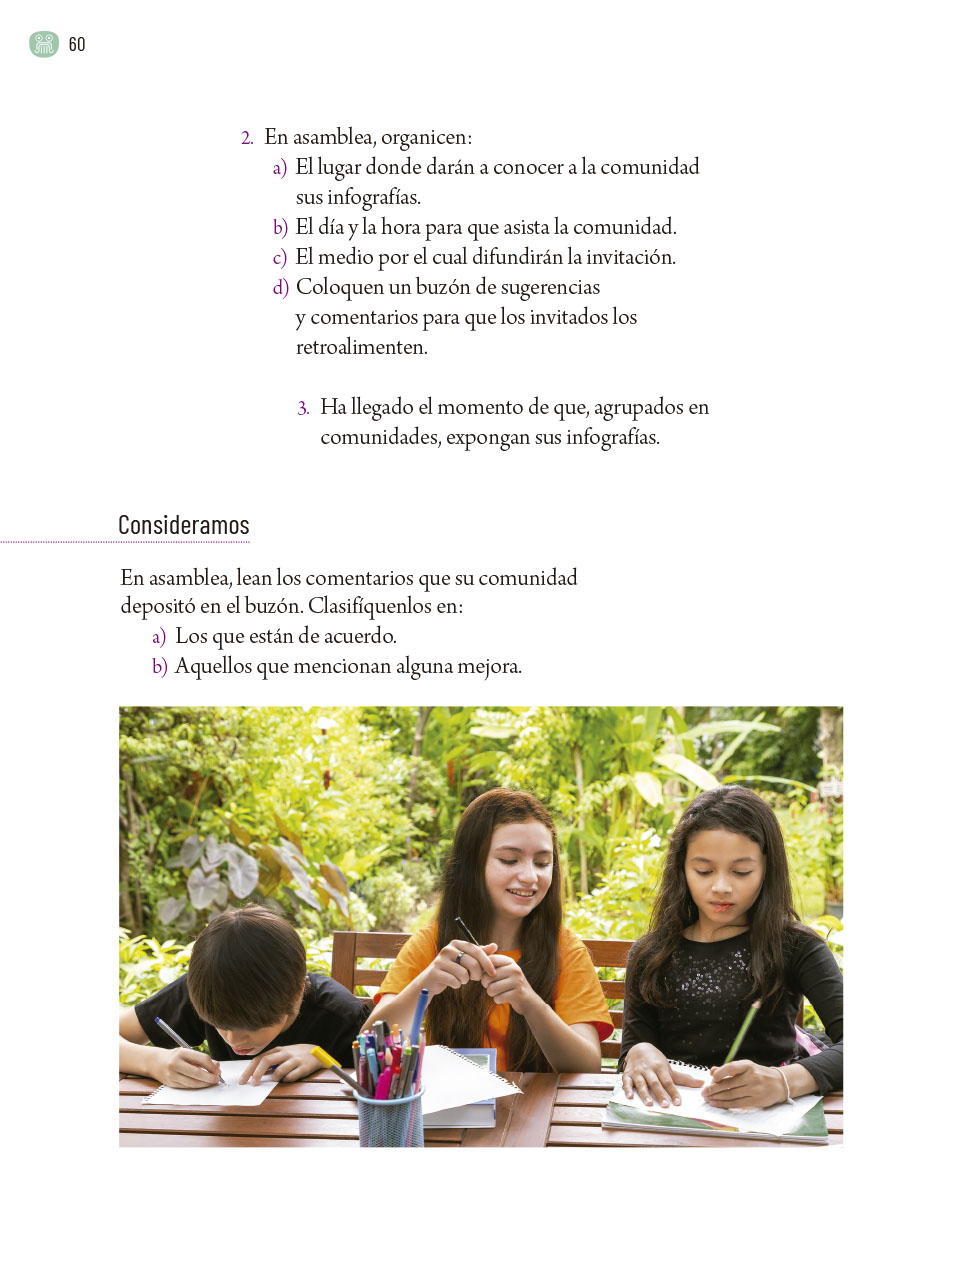 60
2. En asamblea, organicen:
a) El lugar donde darán a conocer a la comunidad
sus infografías.
b) El día y la hora para que asista la comunidad.
c) El medio por el cual difundirán la invitación.
d) Coloquen un buzón de sugerencias
y comentarios para que los invitados los
retroalimenten.
3. Ha llegado el momento de que, agrupados en
comunidades, expongan sus infografías.
Consideramos
En asamblea, lean los comentarios que su comunidad
depositó en el buzón. Clasifíquenlos en:
a) Los que están de acuerdo.
b) Aquellos que mencionan alguna mejora.